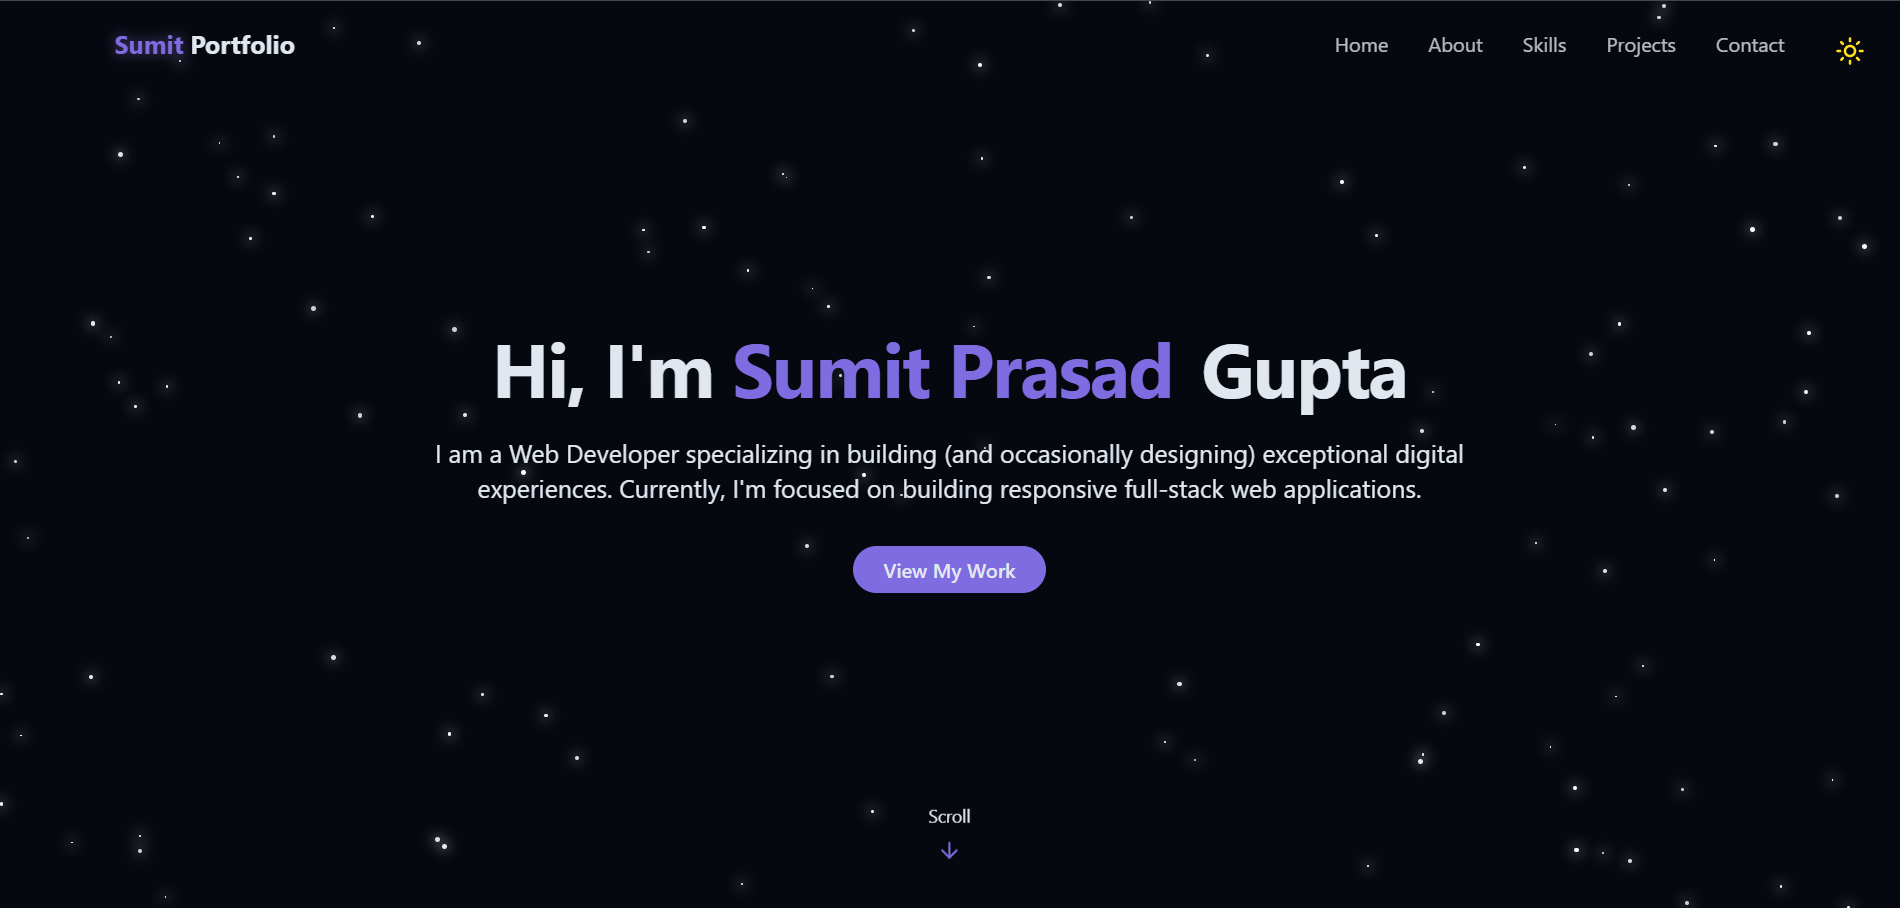 Sumit Portfolio
Home About Skills Projects Contact
Hi, I'm Sumit Prasad Gupta
I am a Web Developer specializing in building (and occasionally designing) exceptional digital
experiences. Currently, I'm focused on building responsive full-stack web applications.
View My Work
Scroll